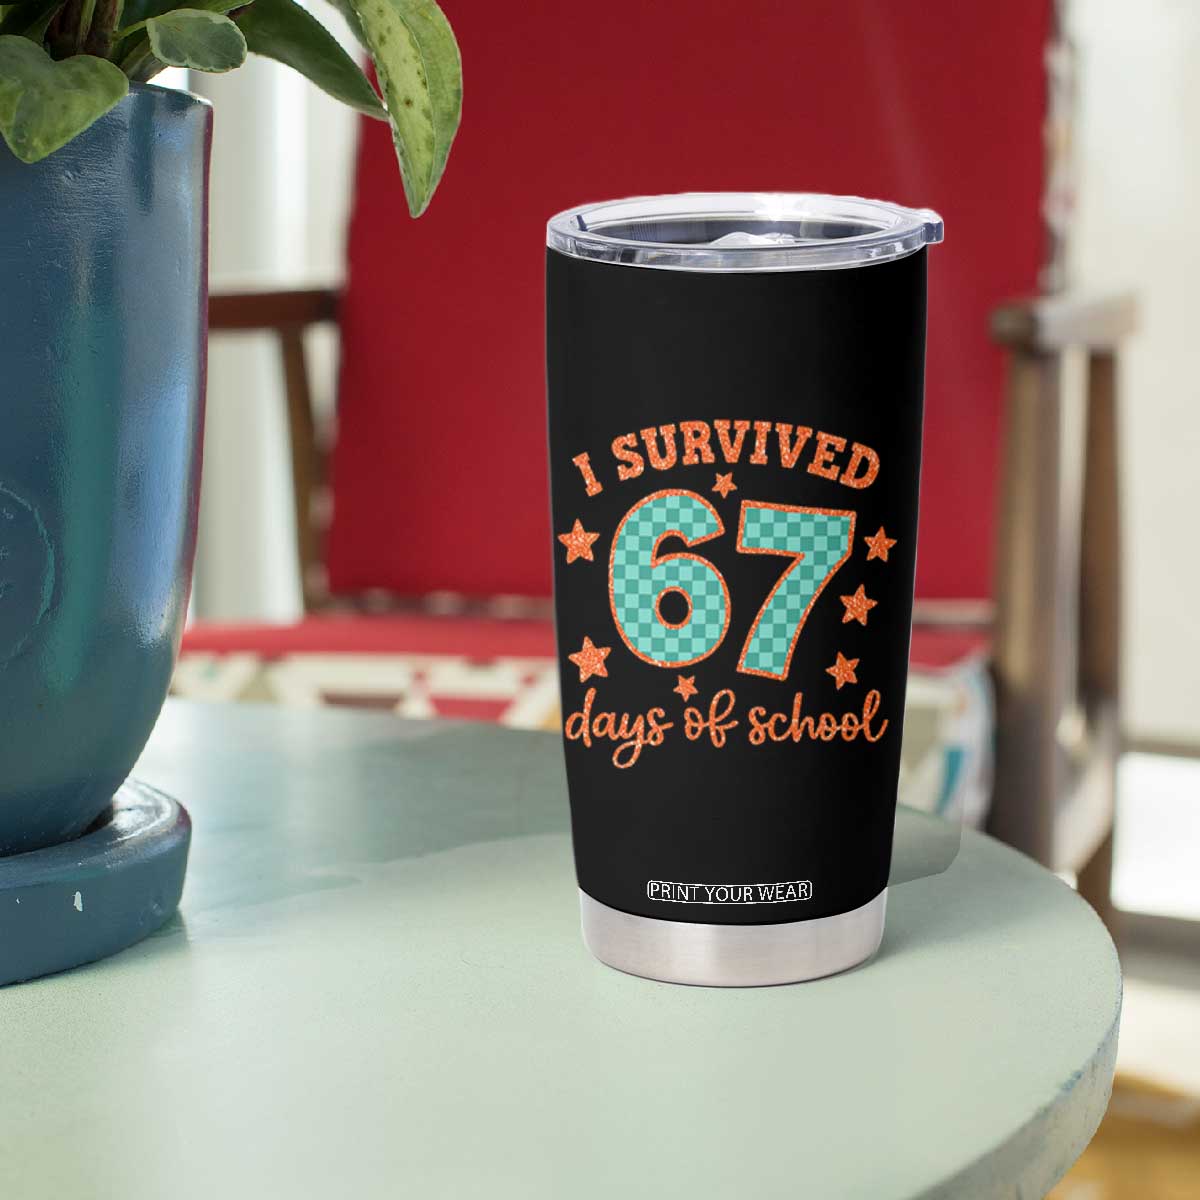 I SURVIVED
67
days of school
PRINT YOUR WEAR